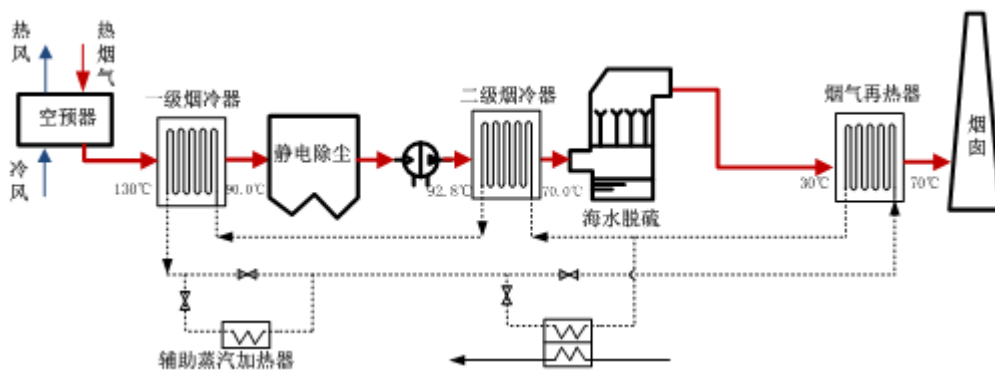 热风
热烟气
空预器
冷风
一级烟冷器
130℃
90.0℃
静电除尘
92.8℃
二级烟冷器
70.0℃
海水脱硫
烟气再热器
30℃
70℃
烟囱
辅助蒸汽加热器